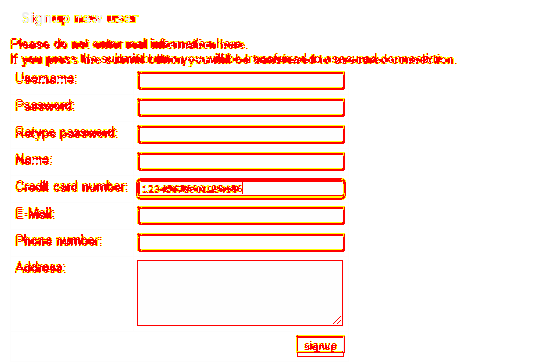 Signup new user
Please do not enter real information here.
If you press the submit button you will be transferred to a secured connection.
Username:
Password:
Retype password:
Name:
Credit card number:
E-Mail:
Phone number:
Address:
signup